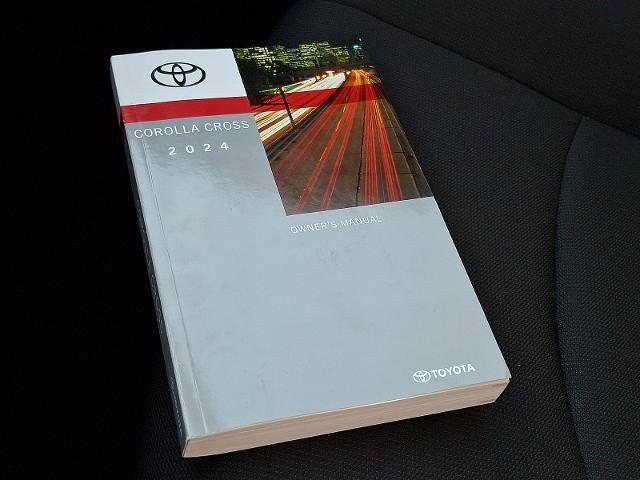 COROLLA CROSS
2024
OWNER'S MANUAL
TOYOTA